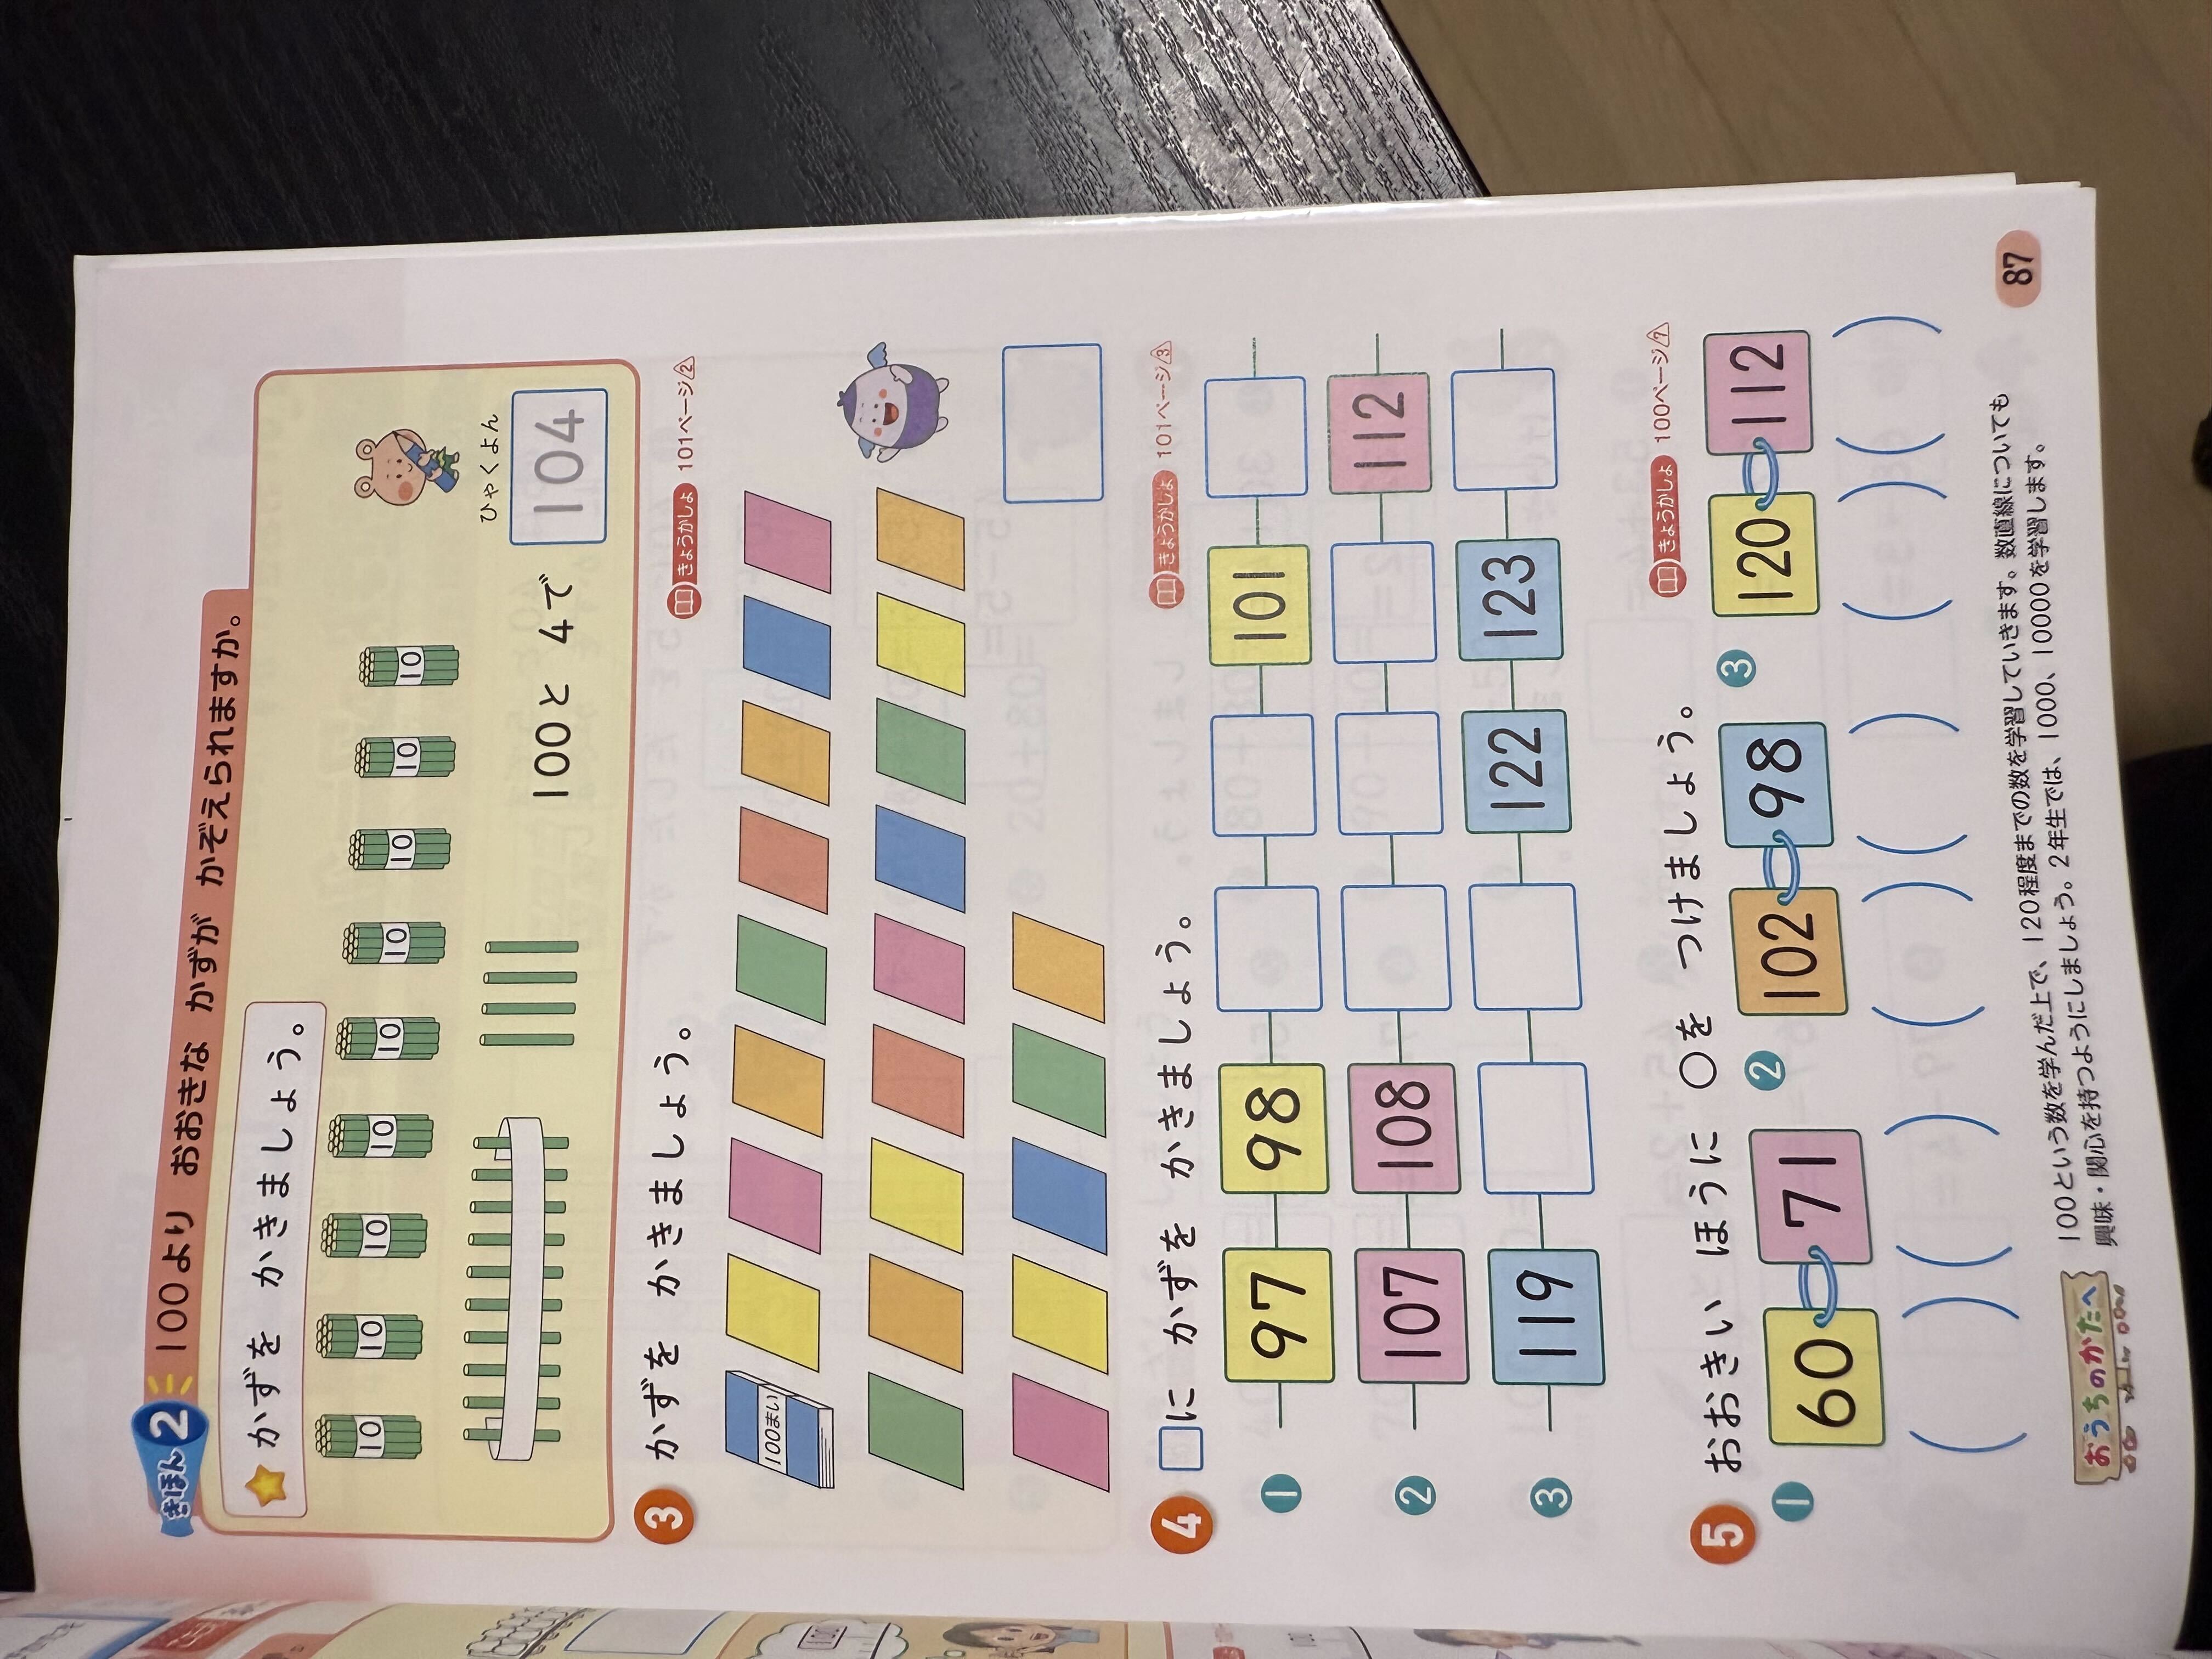 きほん2 100より おおきな かずが かぞえられますか。
かずを かきましょう。
10 10 10 10 10 10 10 10 10
ひゃくよん
100と 4で 104
3 かずを かきましょう。 きょうかしょ 101ページ2
100まい
4 □に かずを かきましょう。 きょうかしょ 101ページ3
1 97 98 101
2 107 108 112
3 119 122 123
5 おおきい ほうに ○を つけましょう。 きょうかしょ 100ページ7
1 60 71 2 102 98 3 120 112
( ) ( ) ( ) ( ) ( ) ( )
おうちのかたへ
100という数を学んだ上で、120程度までの数を学習していきます。数直線についても
興味・関心を持つようにしましょう。2年生では、1000、10000を学習します。
87